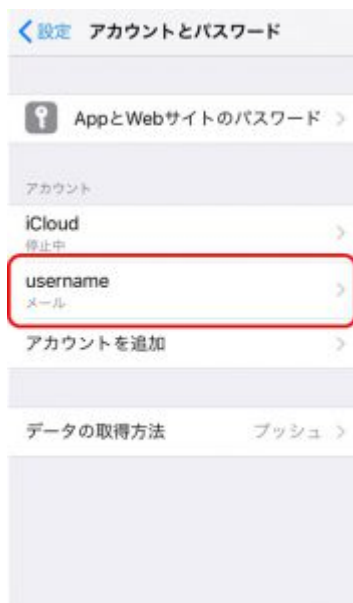 設定 アカウントとパスワード
AppとWebサイトのパスワード
アカウント
iCloud
停止中
username
メール
アカウントを追加
データの取得方法 プッシュ